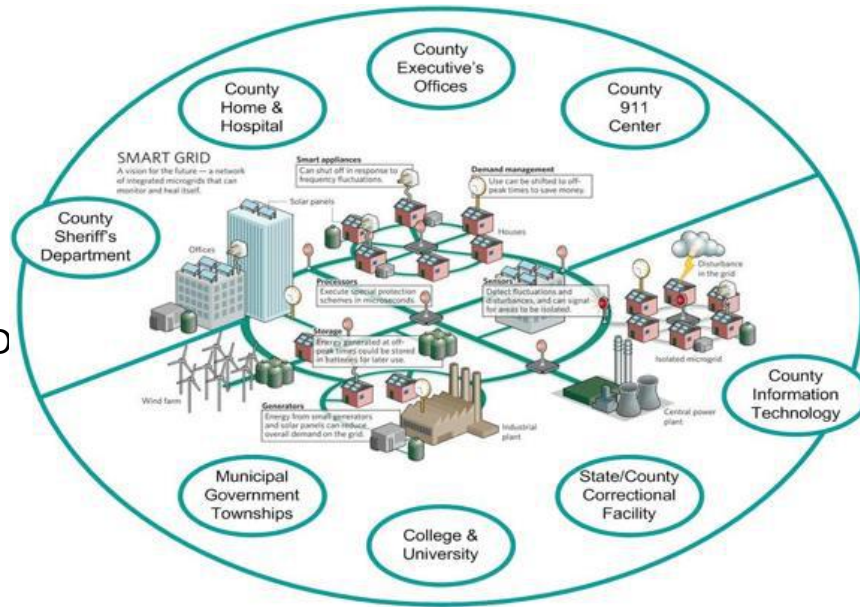 County
Executive's
Offices
County
Home &
Hospital
County
911
Center
SMART GRID
A vision for the future — a network
of integrated microgrids that can
monitor and heal itself.
Smart appliances
Can shut off in response to
frequency fluctuations.
Demand management
Use can be shifted to off-
peak times to save money.
Solar panels
County
Sheriff's
Department
Offices
Houses
Disturbance
in the grid
Processors
Execute special protection
schemes in microseconds.
Sensors
Detect fluctuations and
disturbances, and can signal
for areas to be isolated.
Storage
Energy generated at off-
peak times could be stored
in batteries for later use.
Isolated microgrid
Wind farm
Generators
Energy from small generators
and solar panels can reduce
overall demand on the grid.
Industrial
plant
Central power
plant
County
Information
Technology
Municipal
Government
Townships
State/County
Correctional
Facility
College &
University